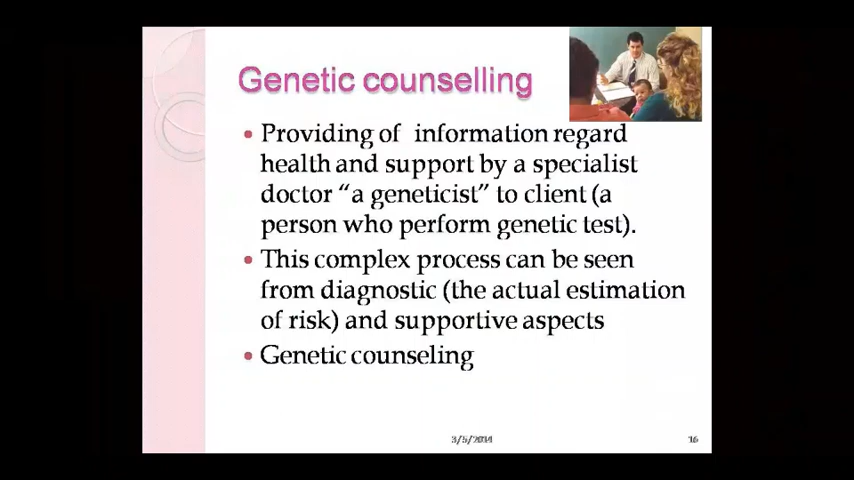 Genetic counselling
• Providing of information regard
health and support by a specialist
doctor “a geneticist” to client (a
person who perform genetic test).
• This complex process can be seen
from diagnostic (the actual estimation
of risk) and supportive aspects
• Genetic counseling
3/5/2014 16